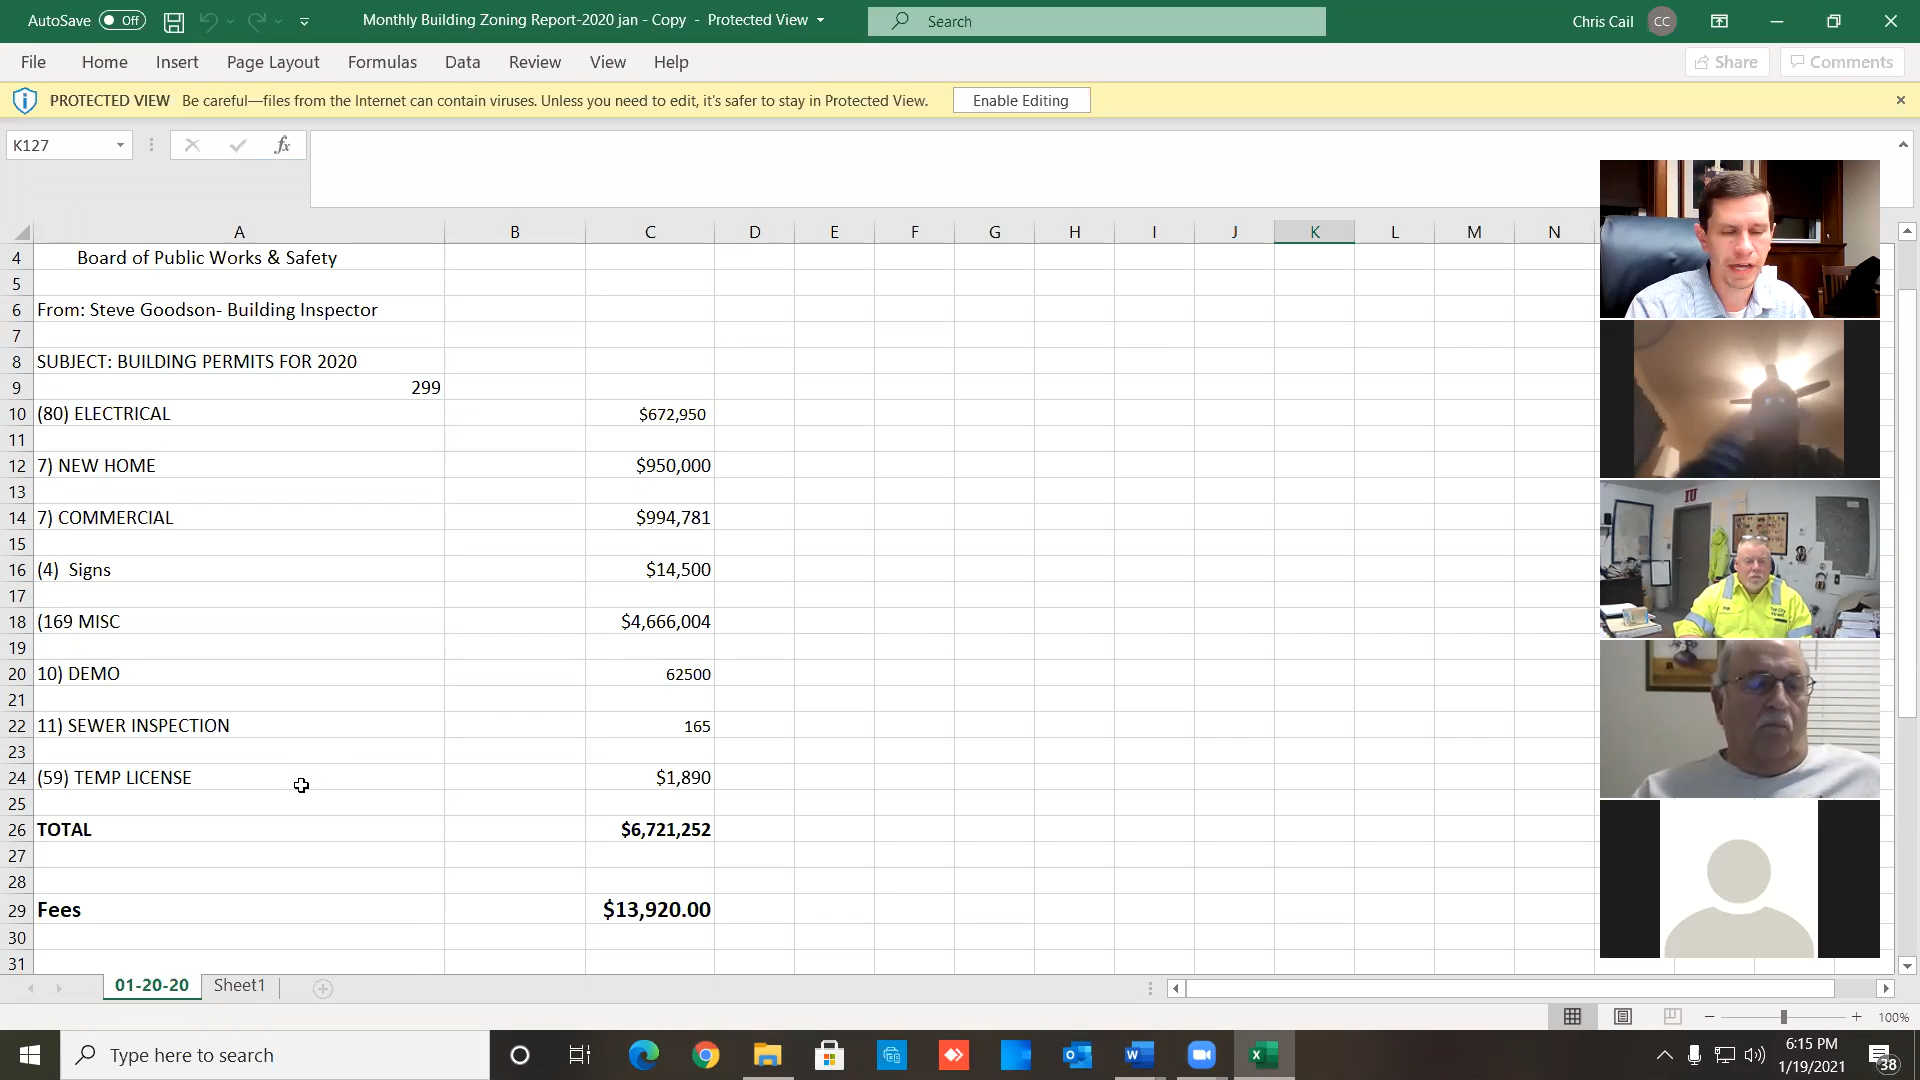 AutoSave Off Monthly Building Zoning Report-2020 jan - Copy - Protected View Search Chris Cail CC
File Home Insert Page Layout Formulas Data Review View Help Share Comments
PROTECTED VIEW Be careful—files from the Internet can contain viruses. Unless you need to edit, it's safer to stay in Protected View. Enable Editing
K127 fx
A B C D E F G H I J K L M N
4 Board of Public Works & Safety
5
6 From: Steve Goodson- Building Inspector
7
8 SUBJECT: BUILDING PERMITS FOR 2020
9 299
10 (80) ELECTRICAL $672,950
11
12 7) NEW HOME $950,000
13
14 7) COMMERCIAL $994,781
15
16 (4) Signs $14,500
17
18 (169 MISC $4,666,004
19
20 10) DEMO 62500
21
22 11) SEWER INSPECTION 165
23
24 (59) TEMP LICENSE $1,890
25
26 TOTAL $6,721,252
27
28
29 Fees $13,920.00
30
31
IU
01-20-20 Sheet1
100%
Type here to search
6:15 PM
1/19/2021
38